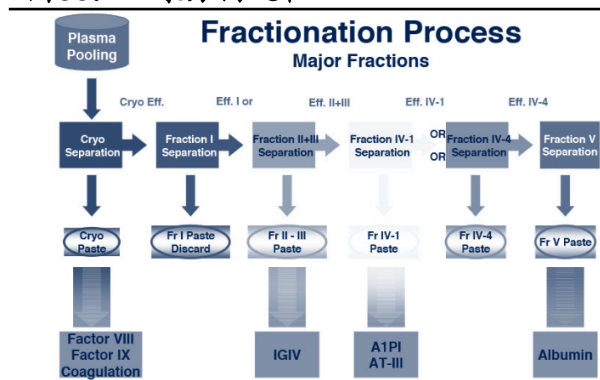 Fractionation Process
Major Fractions
Plasma
Pooling
Cryo Eff.
Eff. I or
Eff. II+III
Eff. IV-1
Eff. IV-4
Cryo
Separation
Fraction I
Separation
Fraction II+III
Separation
Fraction IV-1
Separation
OR
OR
Fraction IV-4
Separation
Fraction V
Separation
Cryo
Paste
Fr I Paste
Discard
Fr II - III
Paste
Fr IV-1
Paste
Fr IV-4
Paste
Fr V Paste
Factor VIII
Factor IX
Coagulation
IGIV
A1PI
AT-III
Albumin